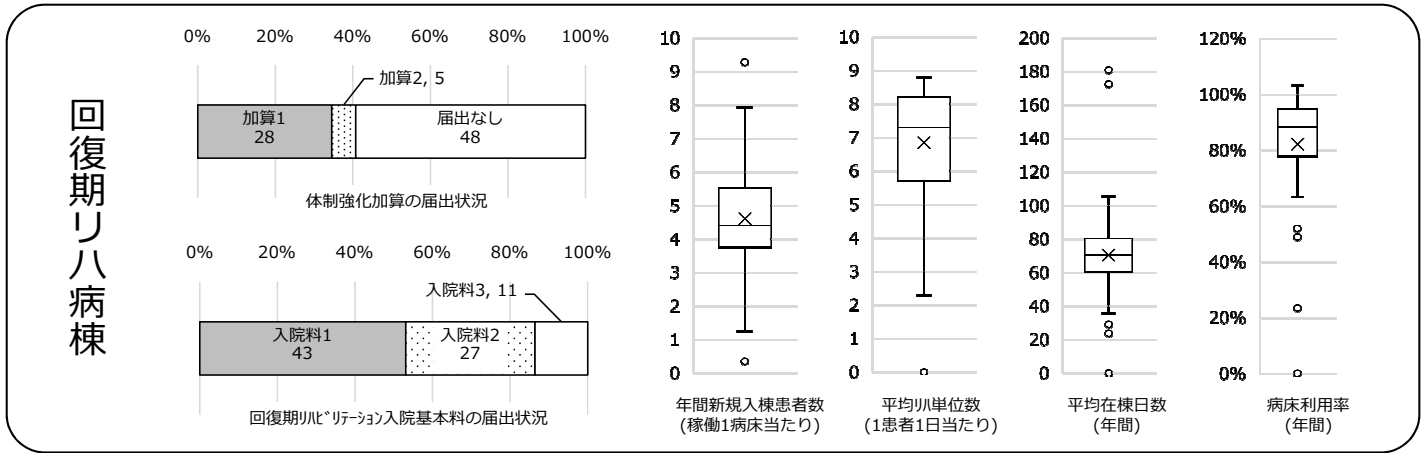 回復期リハ病棟
0% 20% 40% 60% 80% 100%
加算2, 5
加算1
28
届出なし
48
体制強化加算の届出状況
0% 20% 40% 60% 80% 100%
入院料3, 11
入院料1
43
入院料2
27
回復期ﾘﾊﾋﾞﾘﾃｰｼｮﾝ入院基本料の届出状況
10
9
8
7
6
5
4
3
2
1
0
年間新規入棟患者数
(稼働1病床当たり)
10
9
8
7
6
5
4
3
2
1
0
平均ﾘﾊ単位数
(1患者1日当たり)
200
180
160
140
120
100
80
60
40
20
0
平均在棟日数
(年間)
120%
100%
80%
60%
40%
20%
0%
病床利用率
(年間)